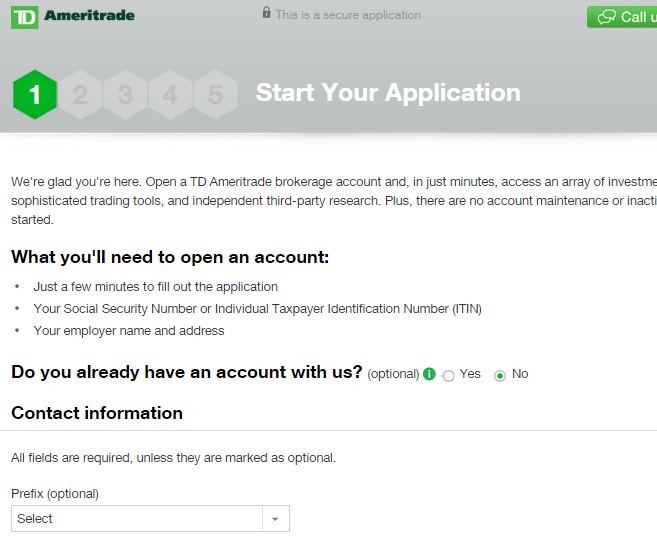 TD Ameritrade
This is a secure application
Call u
1 2 3 4 5 Start Your Application
We're glad you're here. Open a TD Ameritrade brokerage account and, in just minutes, access an array of investme
sophisticated trading tools, and independent third-party research. Plus, there are no account maintenance or inacti
started.
What you'll need to open an account:
• Just a few minutes to fill out the application
• Your Social Security Number or Individual Taxpayer Identification Number (ITIN)
• Your employer name and address
Do you already have an account with us? (optional) i Yes No
Contact information
All fields are required, unless they are marked as optional.
Prefix (optional)
Select